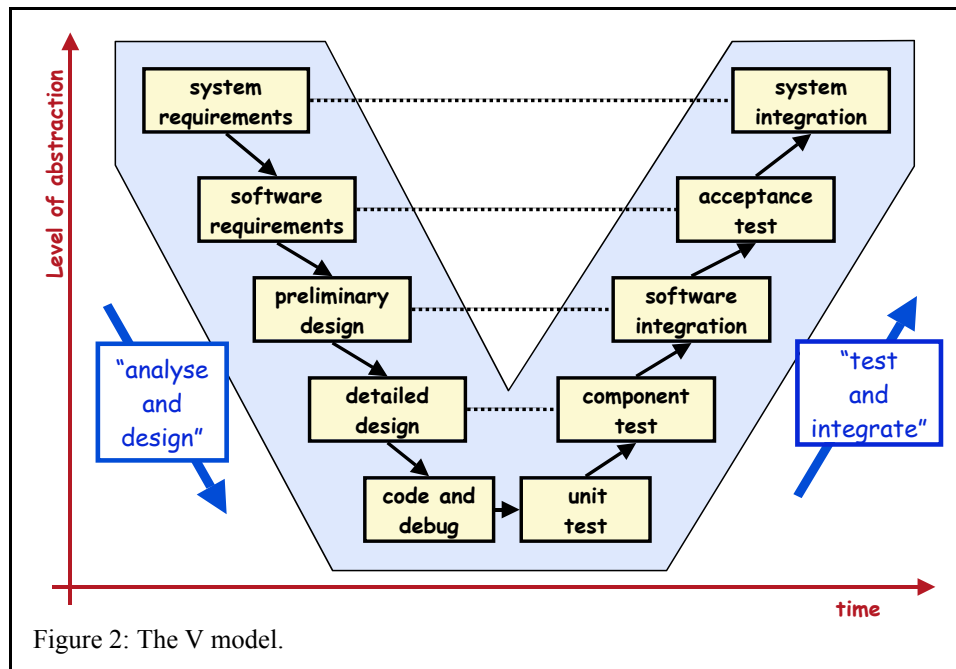 Level of abstraction
system
requirements
system
integration
software
requirements
acceptance
test
preliminary
design
software
integration
“analyse
and
design”
“test
and
integrate”
detailed
design
component
test
code and
debug
unit
test
time
Figure 2: The V model.